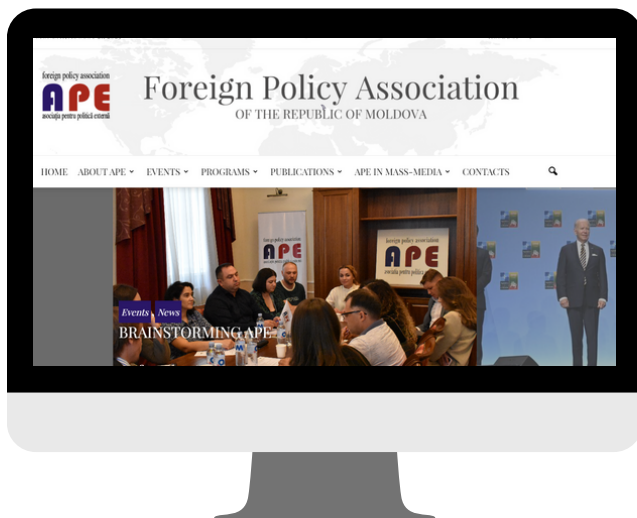 foreign policy association
APE
asociația pentru politică externă
Foreign Policy Association
OF THE REPUBLIC OF MOLDOVA
HOME ABOUT APE EVENTS PROGRAMS PUBLICATIONS APE IN MASS-MEDIA CONTACTS
foreign policy association
APE
foreign policy association
APE
asociația pentru politică
Events News
BRAINSTORMING APE